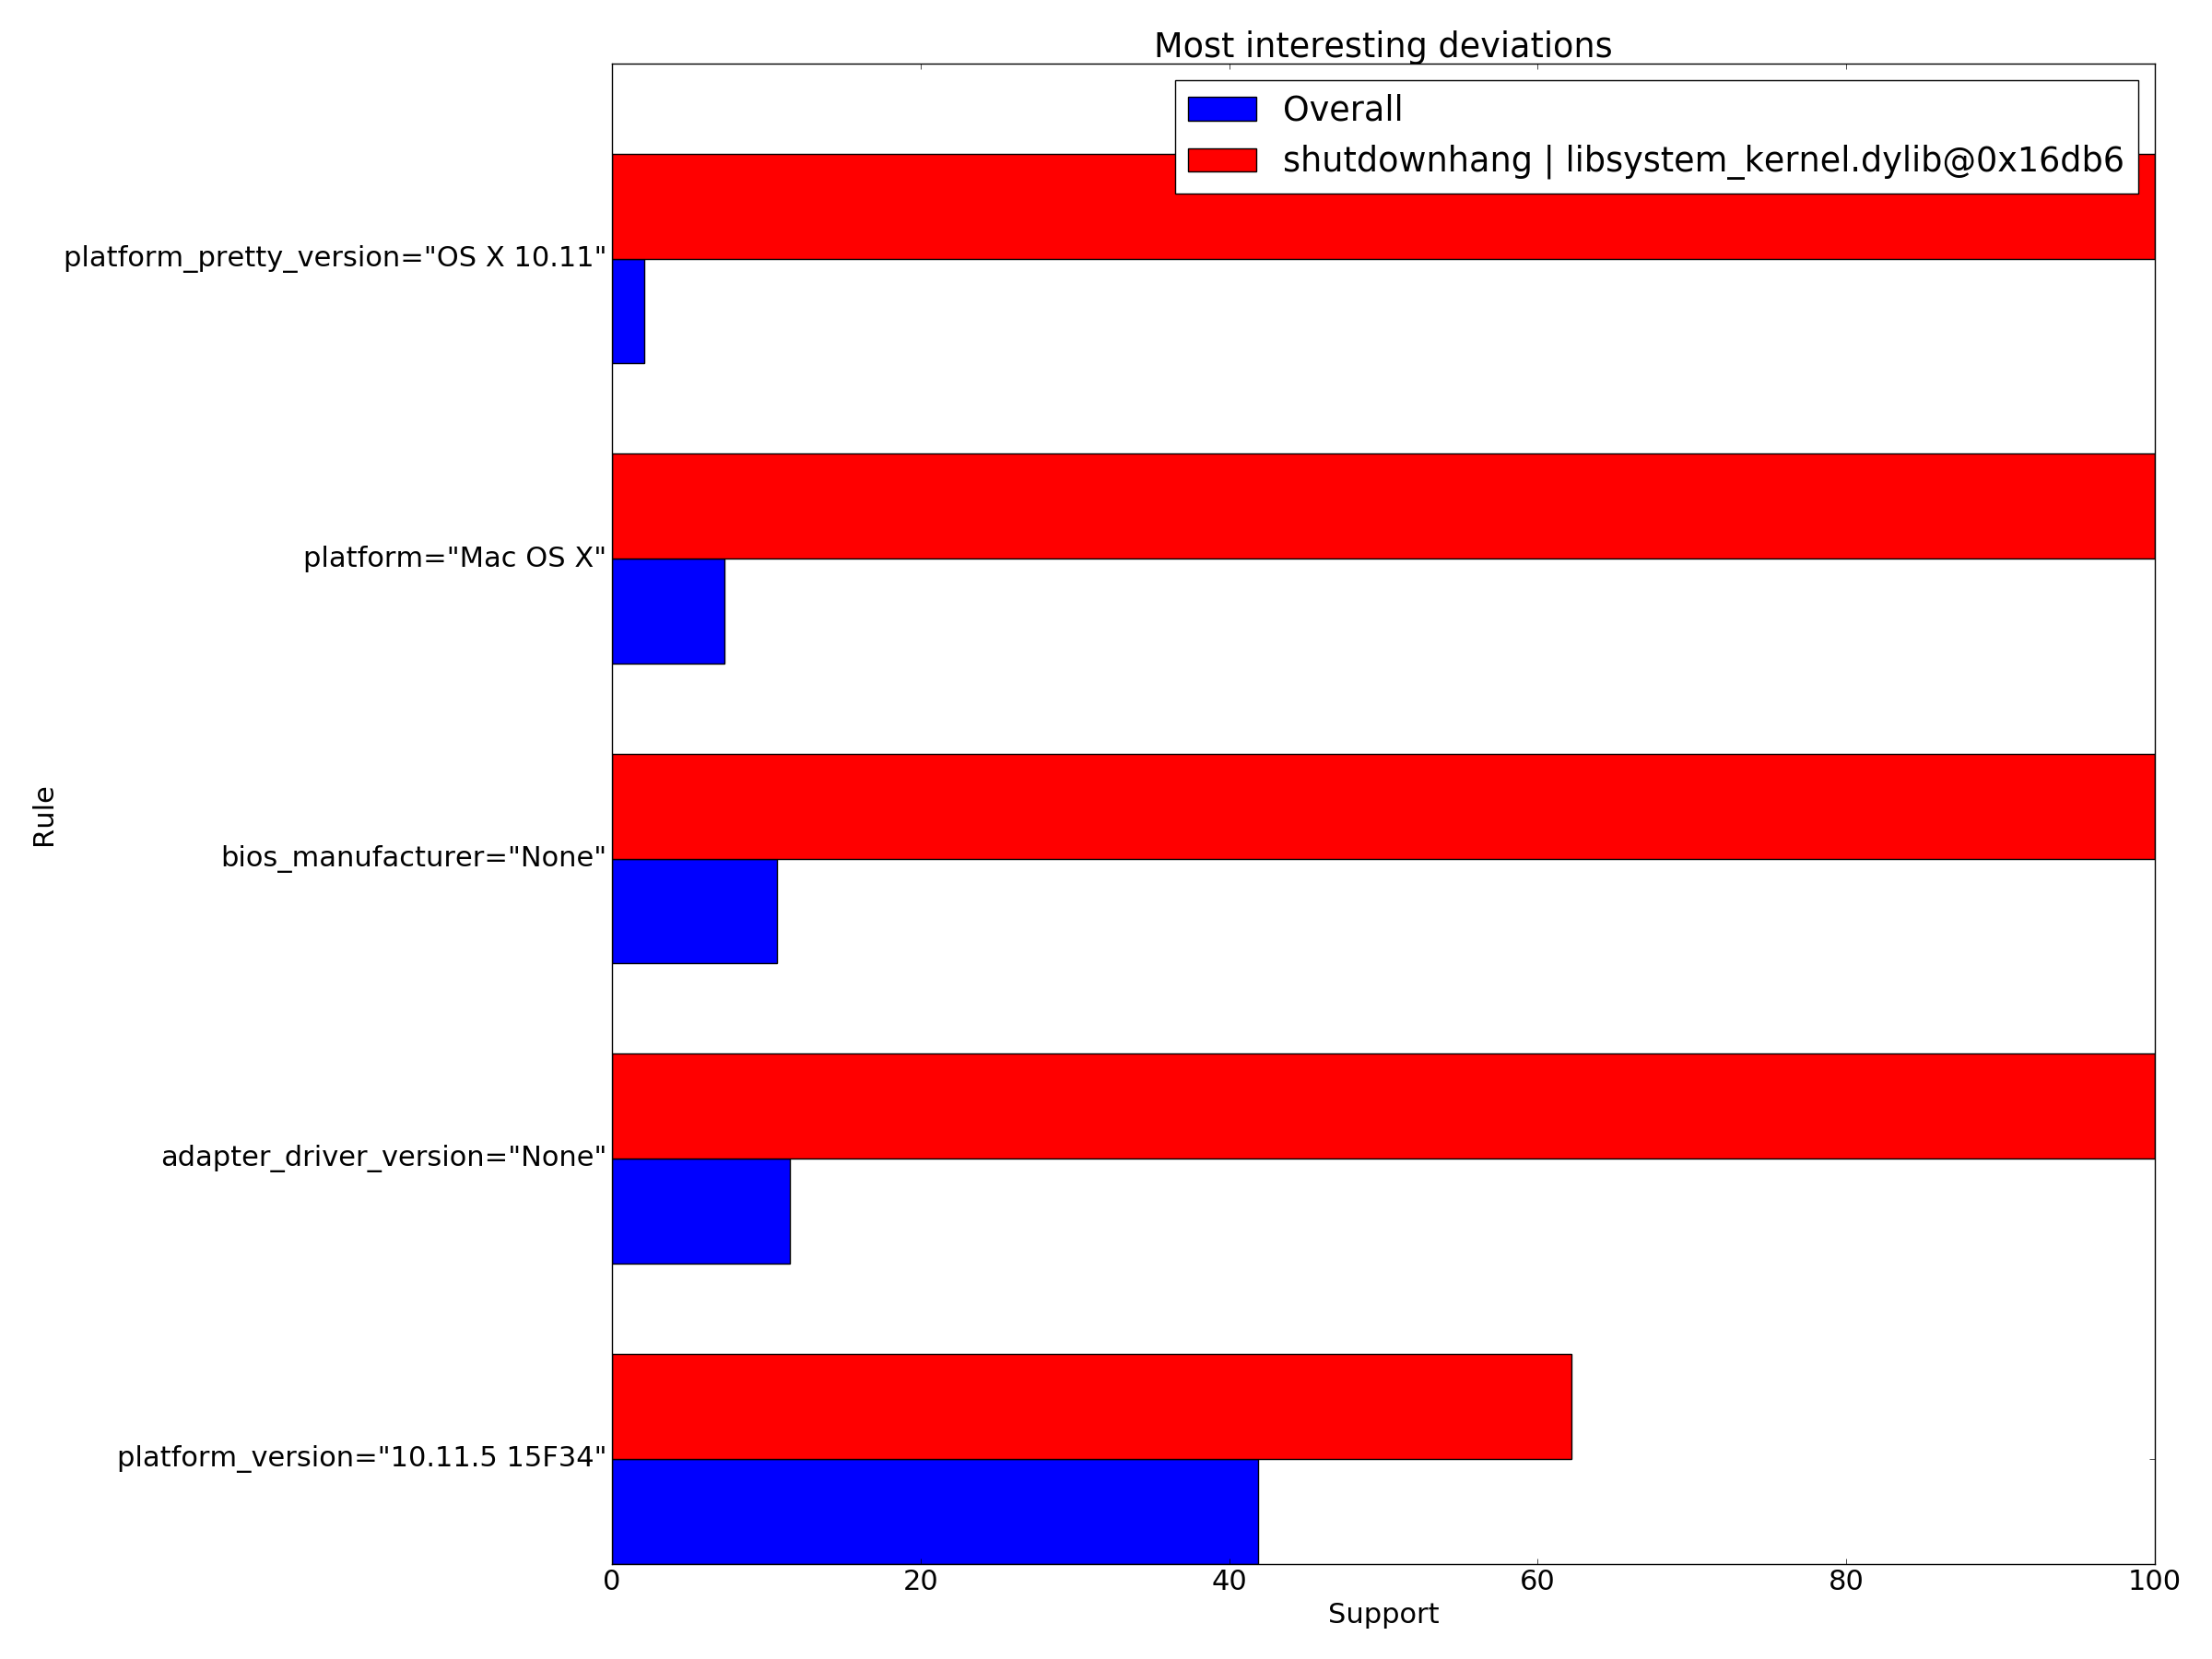 Most interesting deviations
Overall
shutdownhang | libsystem_kernel.dylib@0x16db6
platform_pretty_version="OS X 10.11"
platform="Mac OS X"
bios_manufacturer="None"
adapter_driver_version="None"
platform_version="10.11.5 15F34"
Rule
0 20 40 60 80 100
Support